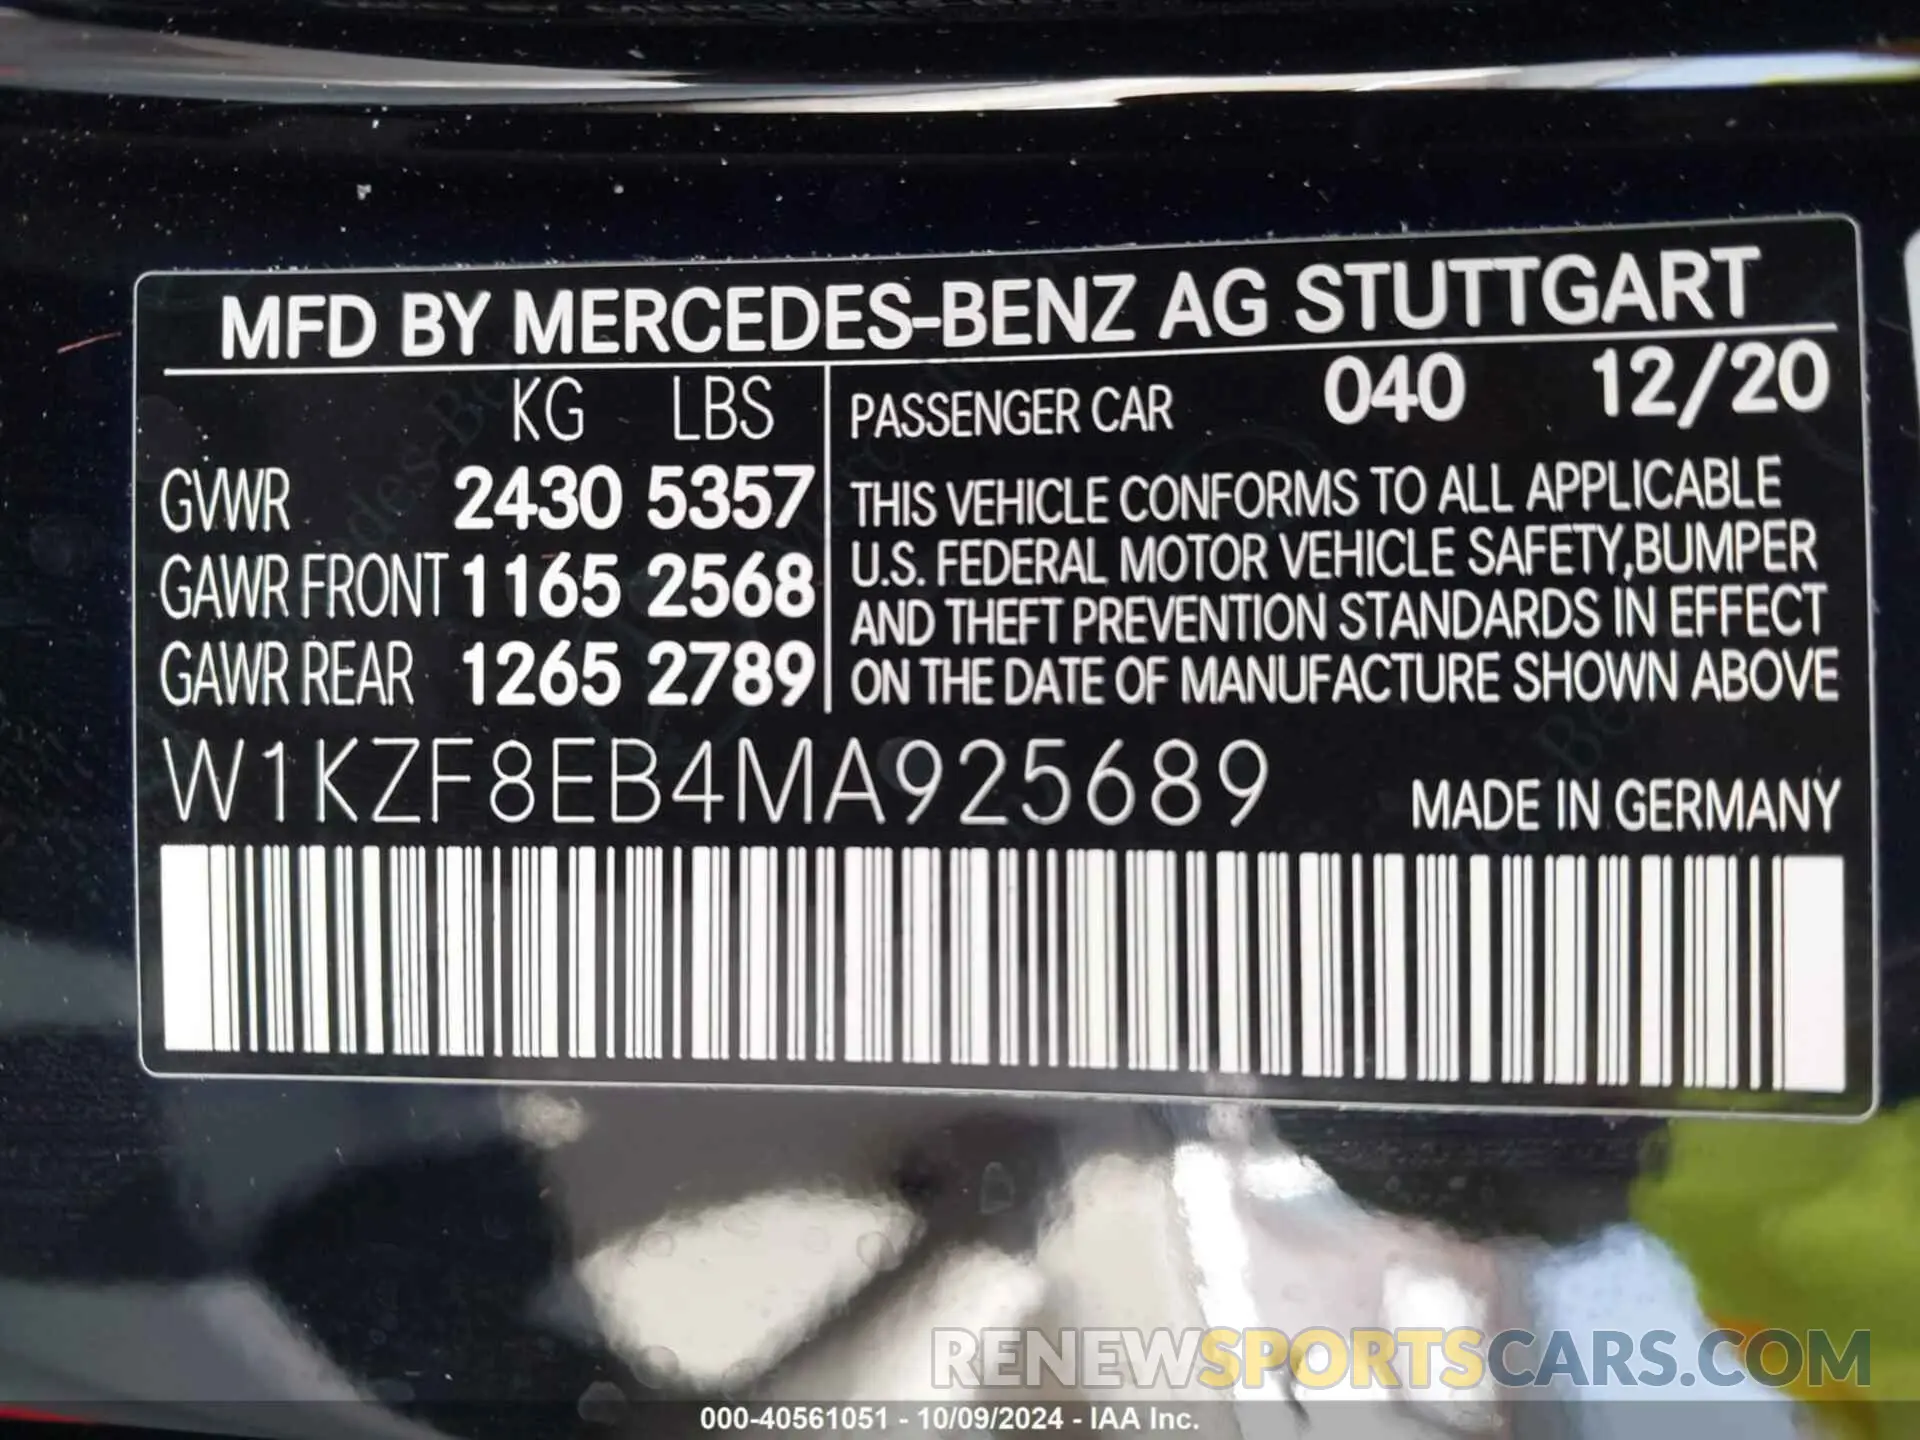 MFD BY MERCEDES-BENZ AG STUTTGART
KG LBS
PASSENGER CAR 040 12/20
GVWR 2430 5357
GAWR FRONT 1165 2568
GAWR REAR 1265 2789
THIS VEHICLE CONFORMS TO ALL APPLICABLE
U.S. FEDERAL MOTOR VEHICLE SAFETY,BUMPER
AND THEFT PREVENTION STANDARDS IN EFFECT
ON THE DATE OF MANUFACTURE SHOWN ABOVE
W1KZF8EB4MA925689
MADE IN GERMANY
RENEWSPORTSCARS.COM
000-40561051 - 10/09/2024 - IAA Inc.